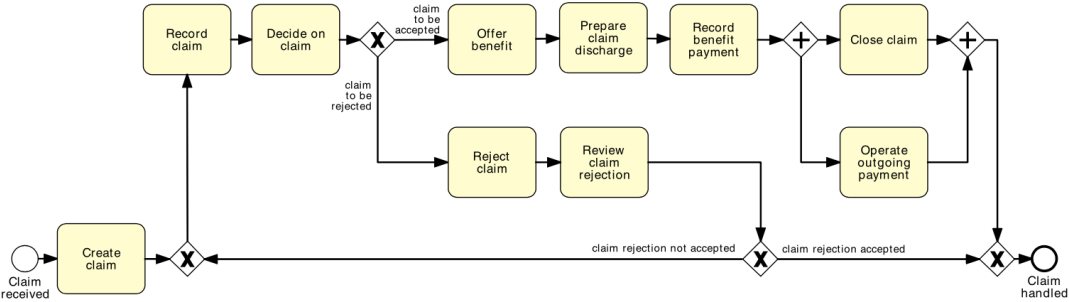 Record
claim
Decide on
claim
claim
to be
accepted
Offer
benefit
Prepare
claim
discharge
Record
benefit
payment
Close claim
claim
to be
rejected
Reject
claim
Review
claim
rejection
Operate
outgoing
payment
Claim
received
Create
claim
claim rejection not accepted
claim rejection accepted
Claim
handled